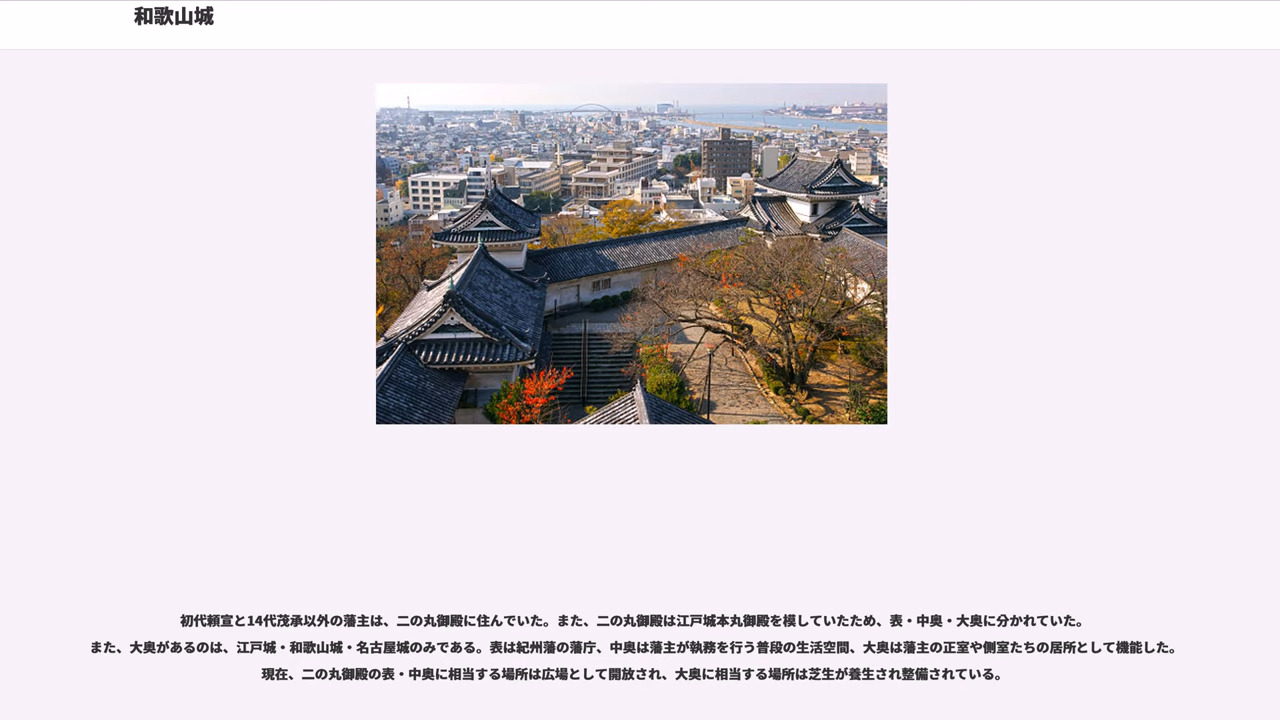 和歌山城
初代頼宣と14代茂承以外の藩主は、二の丸御殿に住んでいた。また、二の丸御殿は江戸城本丸御殿を模していたため、表・中奥・大奥に分かれていた。
また、大奥があるのは、江戸城・和歌山城・名古屋城のみである。表は紀州藩の藩庁、中奥は藩主が執務を行う普段の生活空間、大奥は藩主の正室や側室たちの居所として機能した。
現在、二の丸御殿の表・中奥に相当する場所は広場として開放され、大奥に相当する場所は芝生が養生され整備されている。